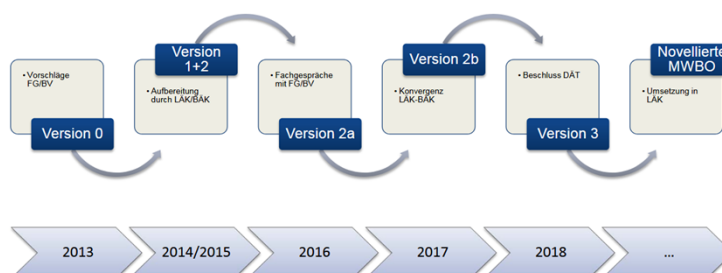 • Vorschläge
FG/BV
Version 0
Version
1+2
• Aufbereitung
durch LÄK/BÄK
• Fachgespräche
mit FG/BV
Version 2a
Version 2b
• Konvergenz
LÄK-BÄK
• Beschluss DÄT
Version 3
Novellierte
MWBO
• Umsetzung in
LÄK
2013
2014/2015
2016
2017
2018
...